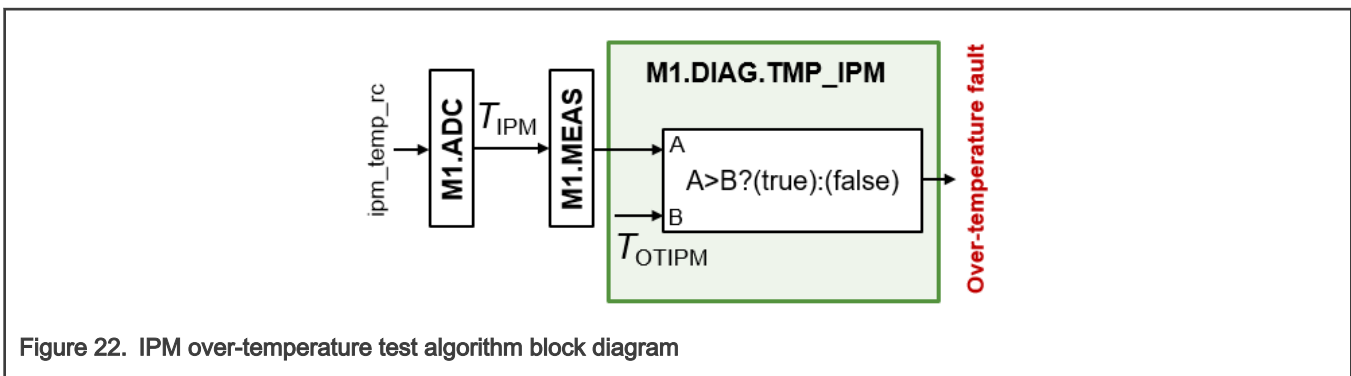 ipm_temp_rc
M1.ADC
TIPM
M1.MEAS
M1.DIAG.TMP_IPM
A
A>B?(true):(false)
B
TOTIPM
Over-temperature fault
Figure 22. IPM over-temperature test algorithm block diagram